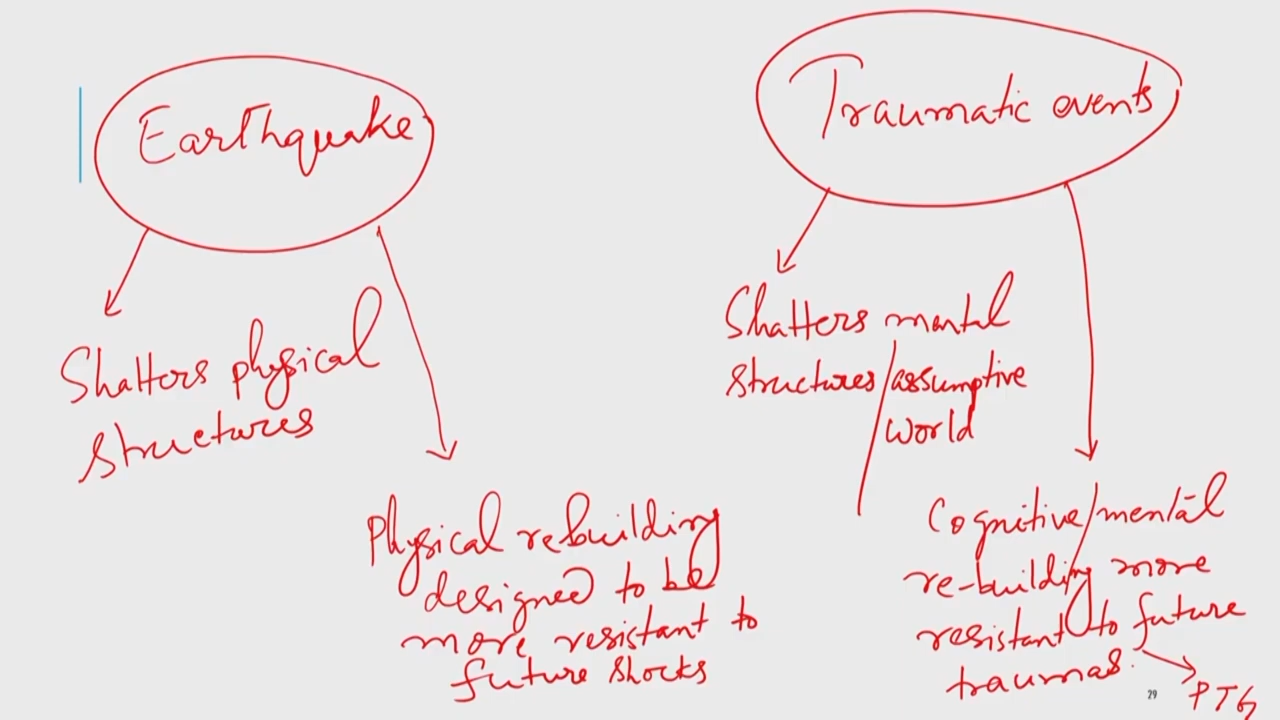 Earthquake
Shatters physical
structures
Physical rebuilding
designed to be
more resistant to
future shocks
Traumatic events
Shatters mental
structures/assumptive
world
Cognitive/mental
re-building more
resistant to future
traumas.
PTG
29